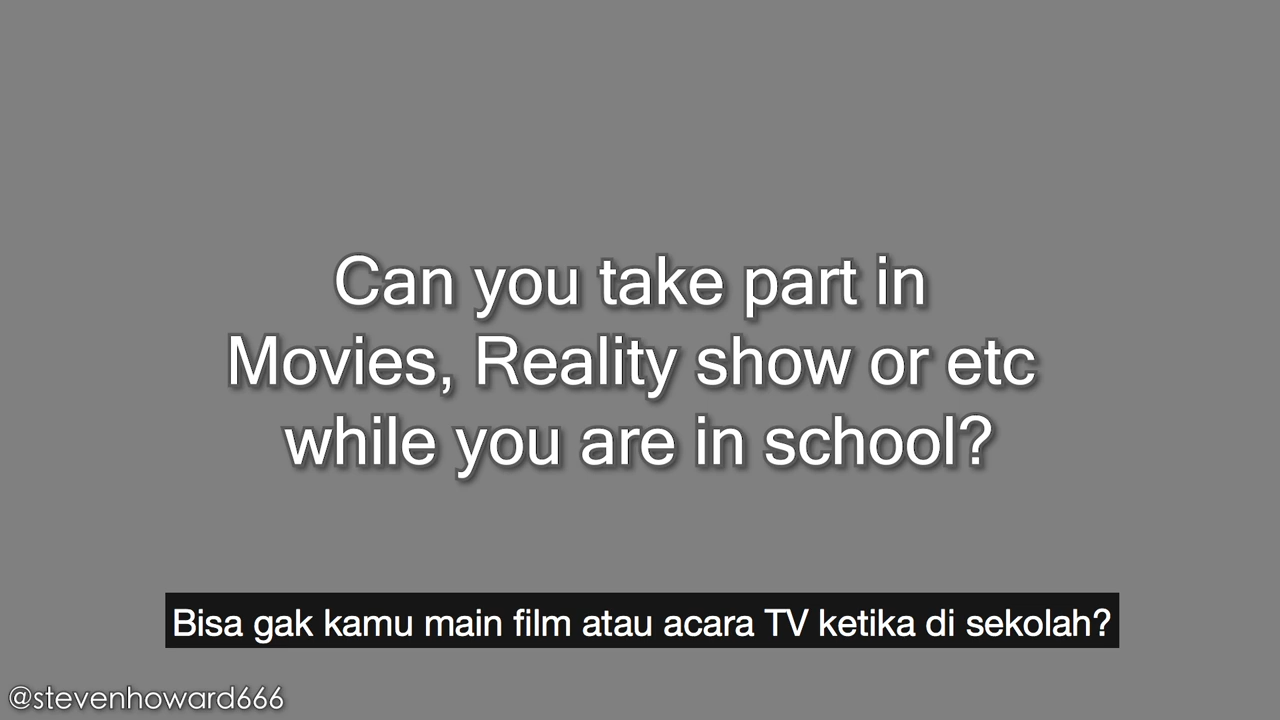 Can you take part in
Movies, Reality show or etc
while you are in school?
Bisa gak kamu main film atau acara TV ketika di sekolah?
@stevenhoward666